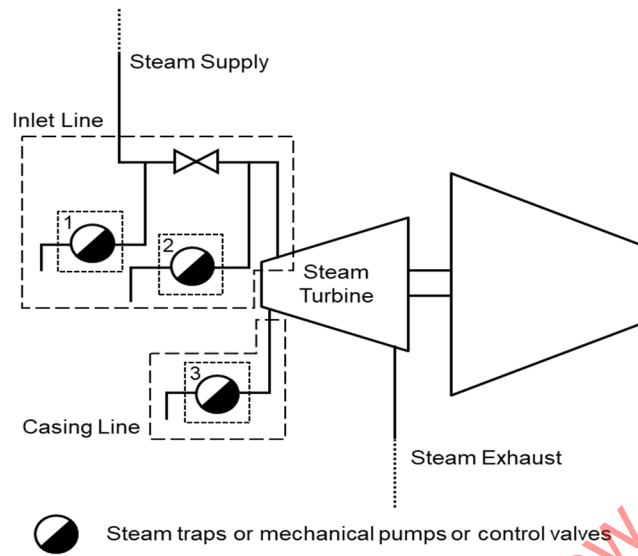 Steam Supply
Inlet Line
1
2
Steam
Turbine
3
Casing Line
Steam Exhaust
Steam traps or mechanical pumps or control valves